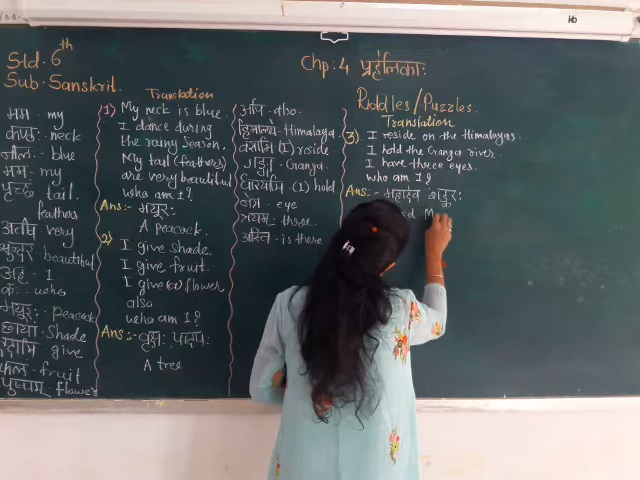 Std. 6th
Sub. Sanskrit.
Chp: 4 प्रहेलिकाः
मम - my
कण्ठ - neck
नीलः - blue
मम - my
पृच्छ tail.
feathers
अतीव very
सुन्दर beautiful
अहं - I
कः - who
मयूरः - peacock
छाया Shade
ददामि - give
फलं - fruit
पुष्पम् - flower
Translation
1) My neck is blue.
I dance during
the rainy season.
My tail (feathers)
are very beautiful
who am I?
Ans:- मयूरः
A peacock.
2) I give shade.
I give fruit.
I give (a) flower
also.
who am I?
Ans:- वृक्षः पादपः
A tree
अपि - also.
हिमालय - Himalaya.
वसामि (I) reside
गङ्गा - Ganga
धारयामि (I) hold
नेत्र - eye
त्रयम् - three
अस्ति - is there
Riddles/Puzzles.
Translation
3) I reside on the Himalayas.
I hold the Ganga river.
I have three eyes.
who am I?
Ans:- महादेव शङ्करः
M